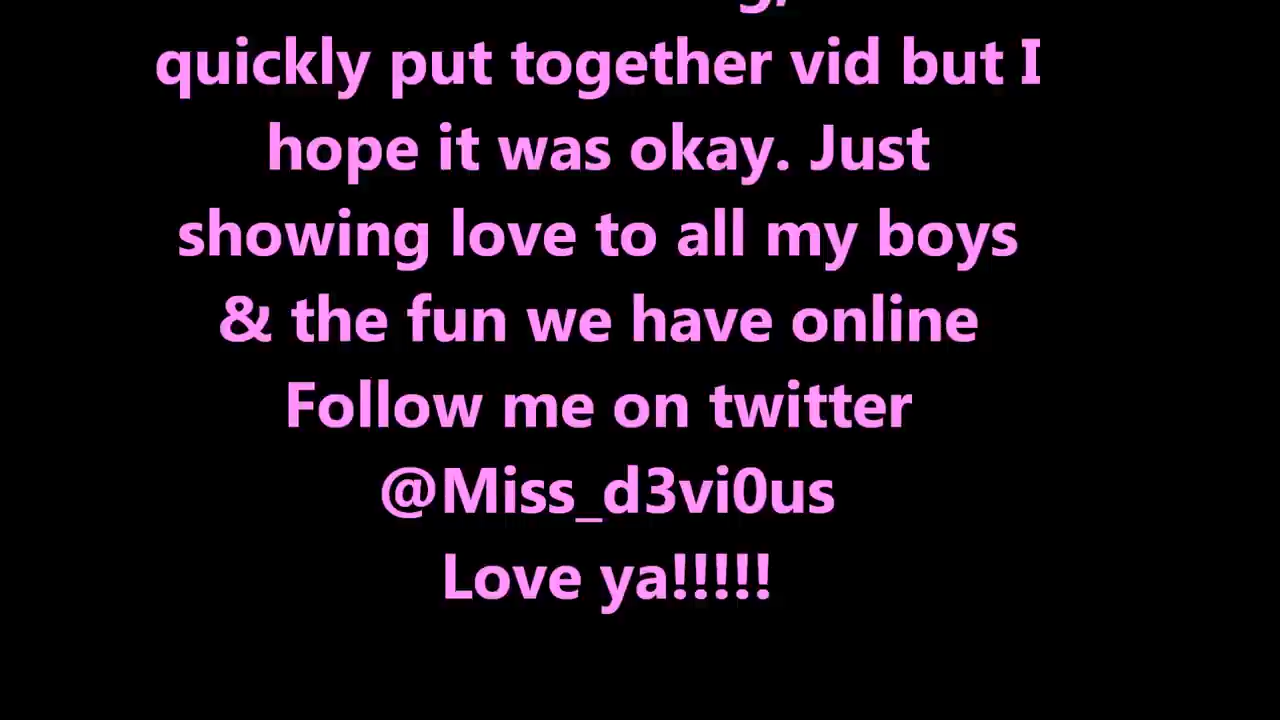 quickly put together vid but I
hope it was okay. Just
showing love to all my boys
& the fun we have online
Follow me on twitter
@Miss_d3vi0us
Love ya!!!!!